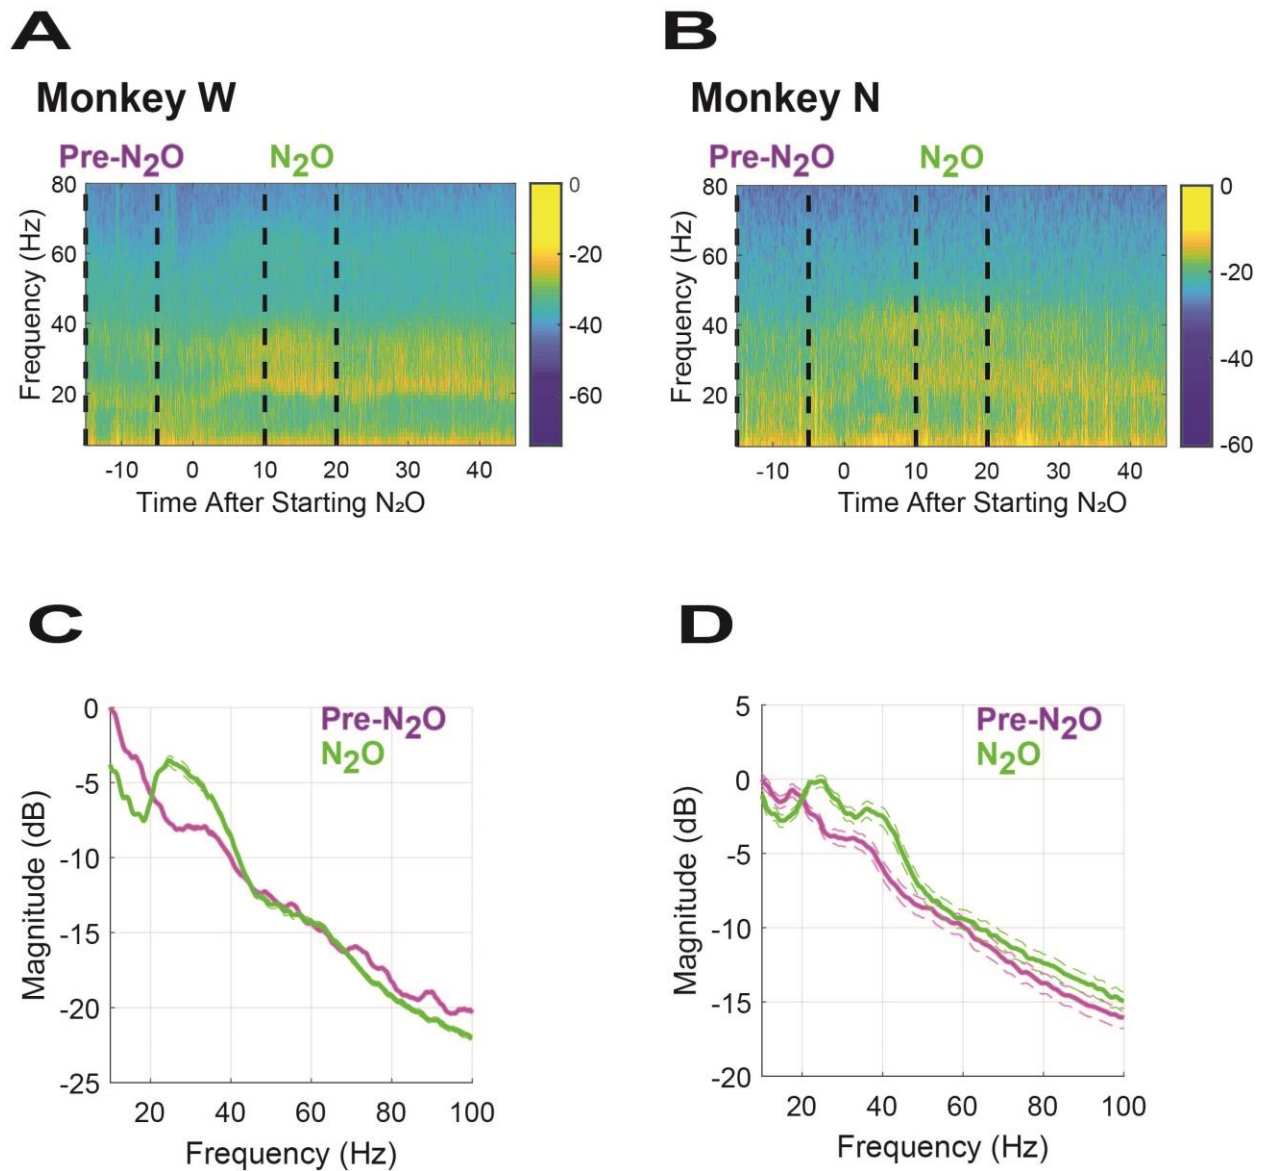 A
Monkey W
Pre-N₂O N₂O
80
60
40
20
Frequency (Hz)
-10 0 10 20 30 40
Time After Starting N₂O
0
-20
-40
-60
B
Monkey N
Pre-N₂O N₂O
80
60
40
20
Frequency (Hz)
-10 0 10 20 30 40
Time After Starting N₂O
0
-20
-40
-60
C
Pre-N₂O
N₂O
0
-5
-10
-15
-20
-25
Magnitude (dB)
20 40 60 80 100
Frequency (Hz)
D
Pre-N₂O
N₂O
5
0
-5
-10
-15
-20
Magnitude (dB)
20 40 60 80 100
Frequency (Hz)